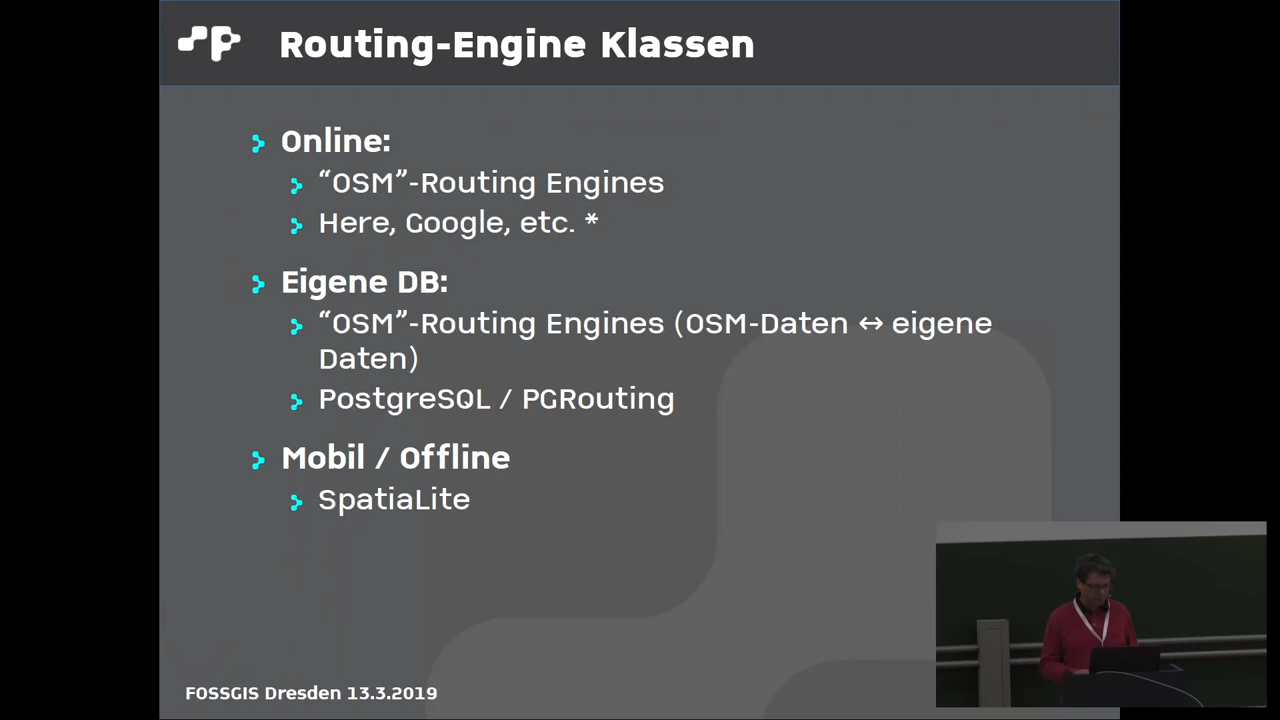 Routing-Engine Klassen
Online:
“OSM”-Routing Engines
Here, Google, etc. *
Eigene DB:
“OSM”-Routing Engines (OSM-Daten ↔ eigene
Daten)
PostgreSQL / PGRouting
Mobil / Offline
SpatiaLite
FOSSGIS Dresden 13.3.2019